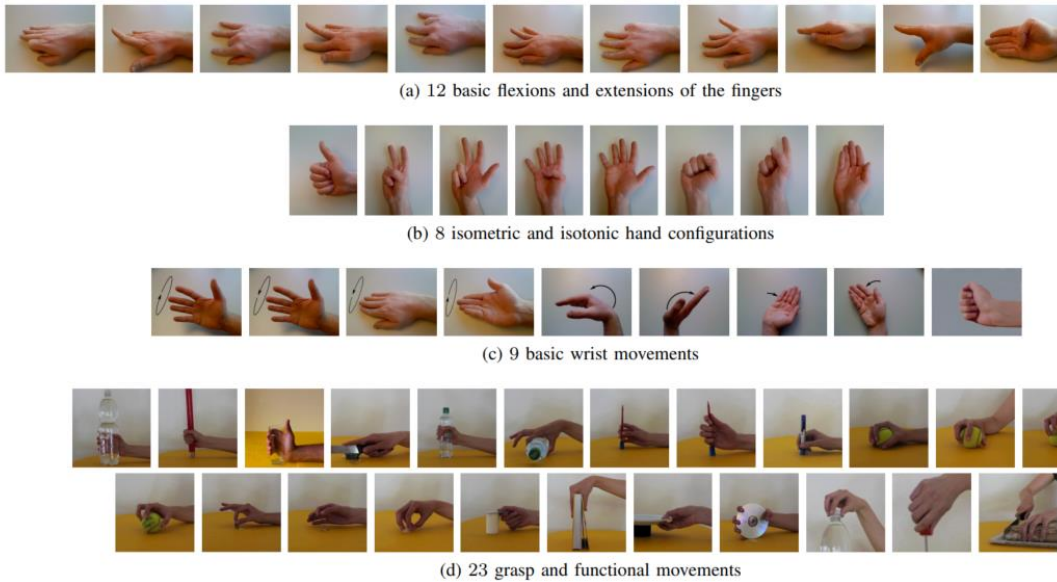 (a) 12 basic flexions and extensions of the fingers
(b) 8 isometric and isotonic hand configurations
(c) 9 basic wrist movements
(d) 23 grasp and functional movements